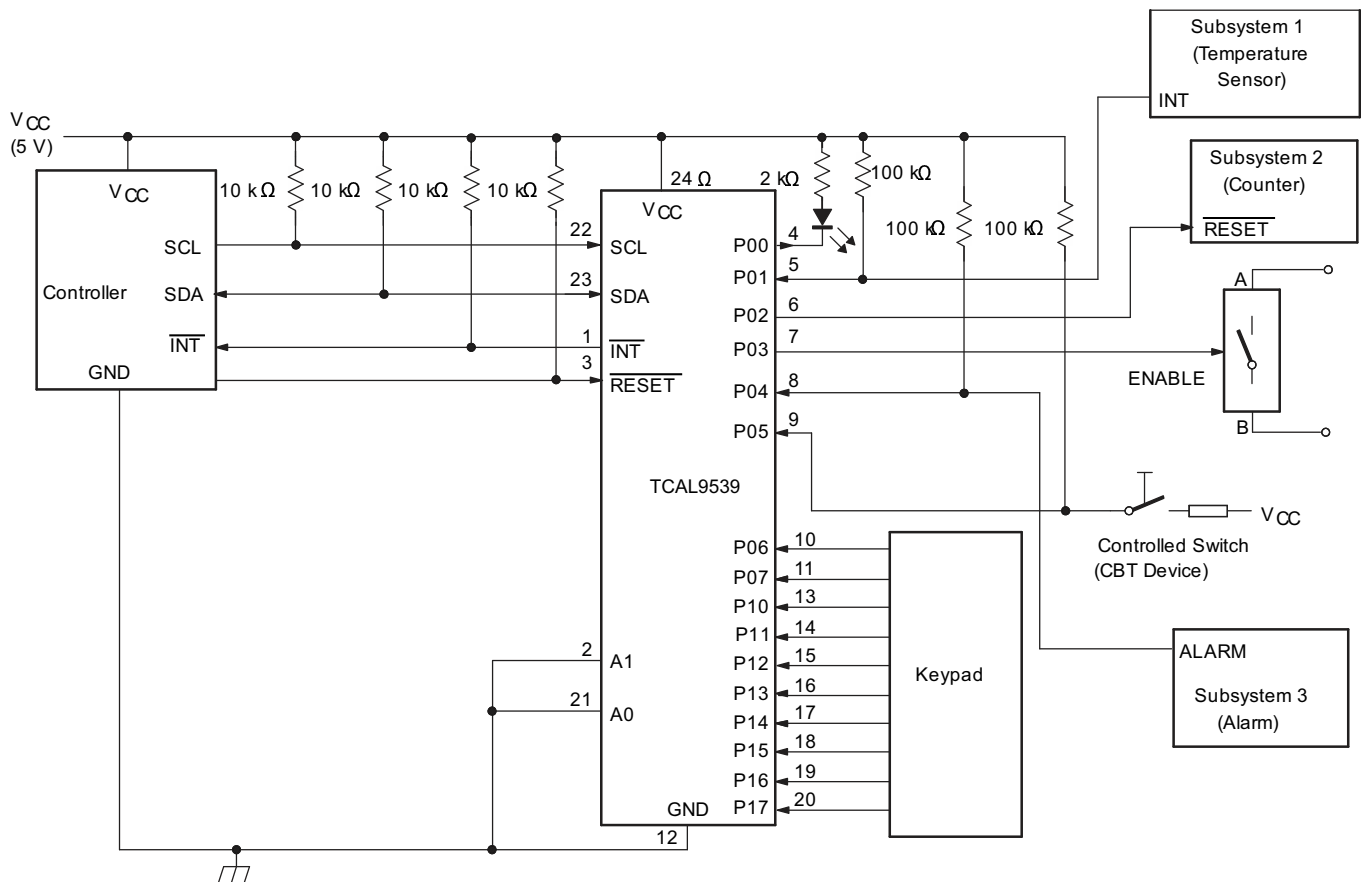 Subsystem 1
(Temperature
Sensor)
INT
VCC
(5 V)
Subsystem 2
(Counter)
RESET
VCC
10 kΩ
10 kΩ
10 kΩ
10 kΩ
24 Ω
VCC
2 kΩ
100 kΩ
100 kΩ
100 kΩ
Controller
SCL
SDA
INT
GND
22
23
1
3
SCL
SDA
INT
RESET
P00
P01
P02
P03
P04
P05
4
5
6
7
8
9
ENABLE
A
B
TCAL9539
VCC
Controlled Switch
(CBT Device)
P06
P07
P10
P11
P12
P13
P14
P15
P16
P17
10
11
13
14
15
16
17
18
19
20
Keypad
2
A1
21
A0
GND
12
ALARM
Subsystem 3
(Alarm)